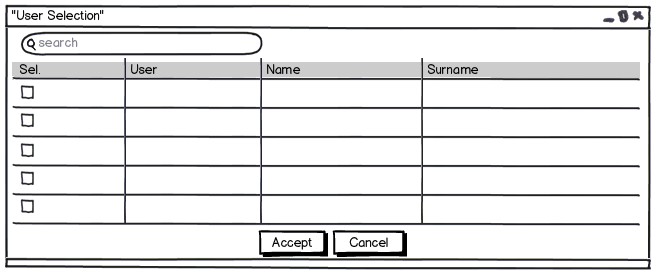 "User Selection"
search
Sel. User Name Surname
Accept Cancel